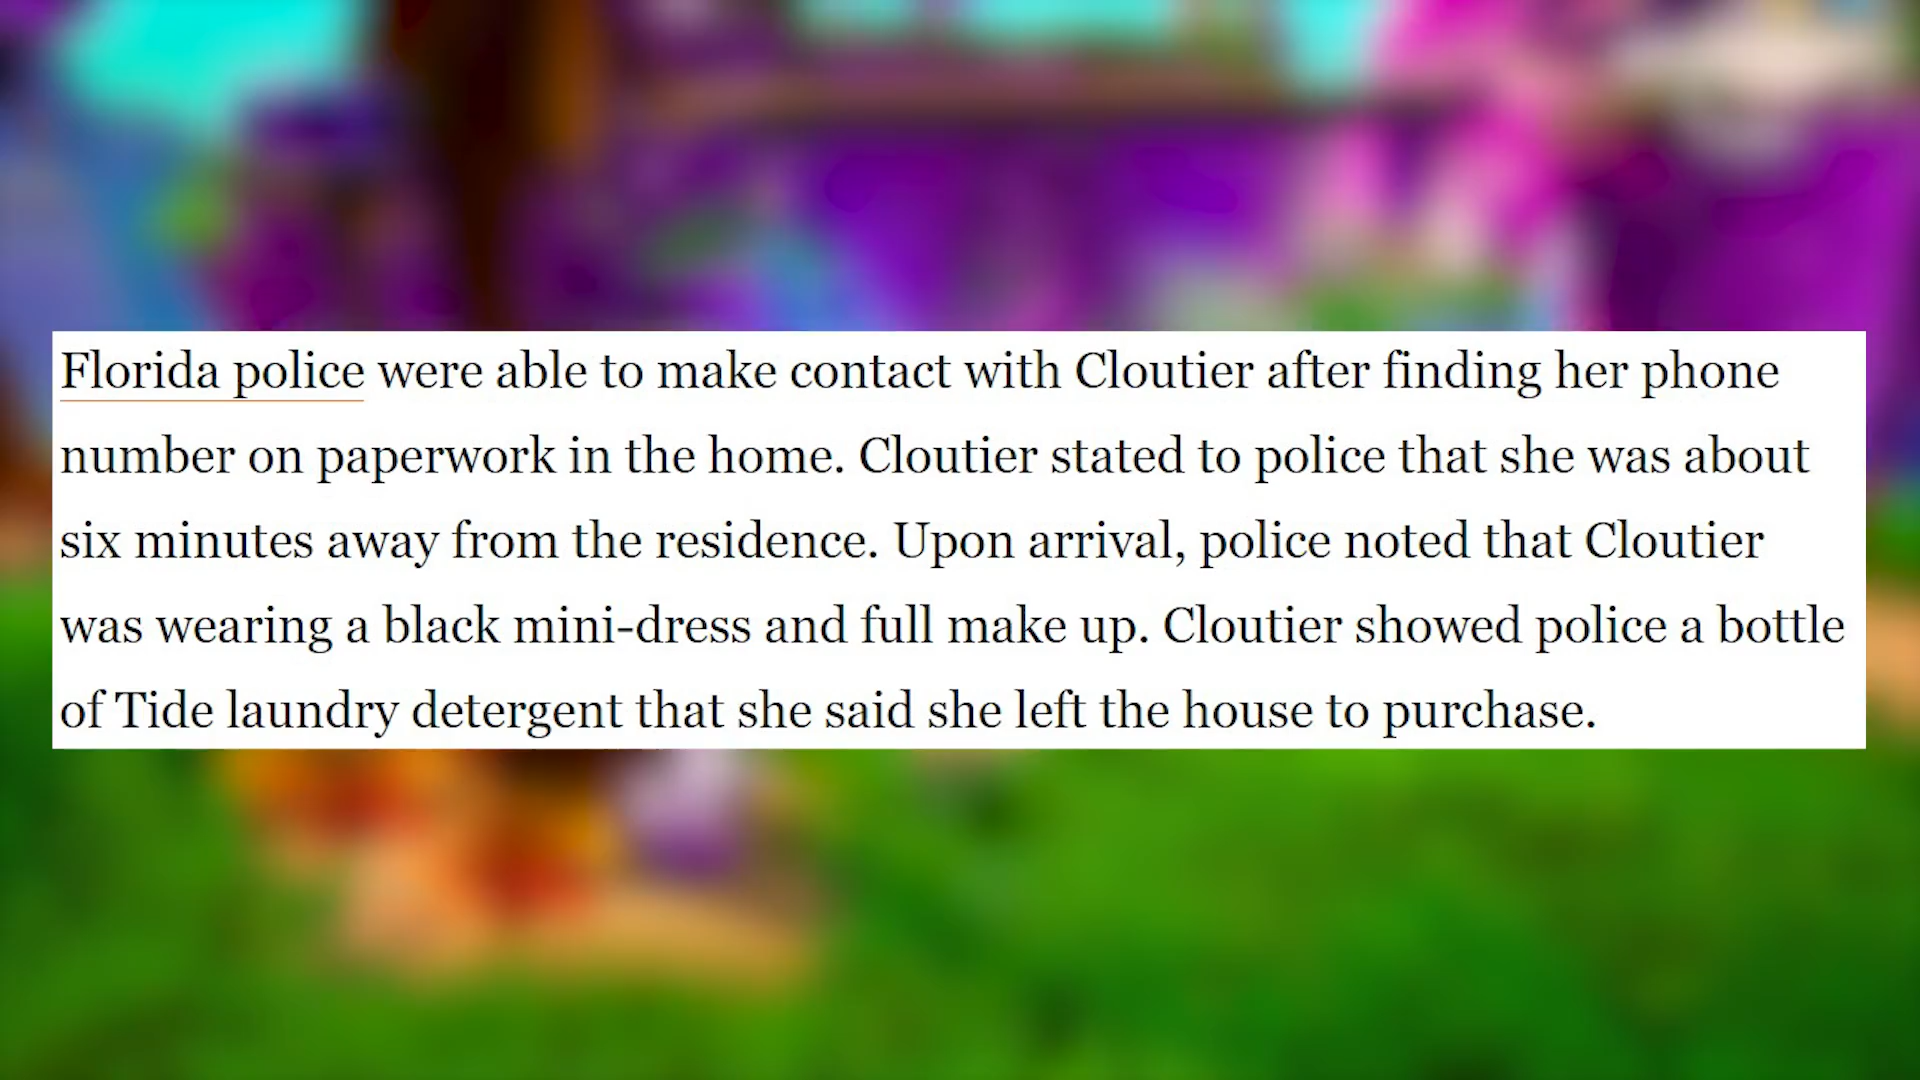 Florida police were able to make contact with Cloutier after finding her phone
number on paperwork in the home. Cloutier stated to police that she was about
six minutes away from the residence. Upon arrival, police noted that Cloutier
was wearing a black mini-dress and full make up. Cloutier showed police a bottle
of Tide laundry detergent that she said she left the house to purchase.